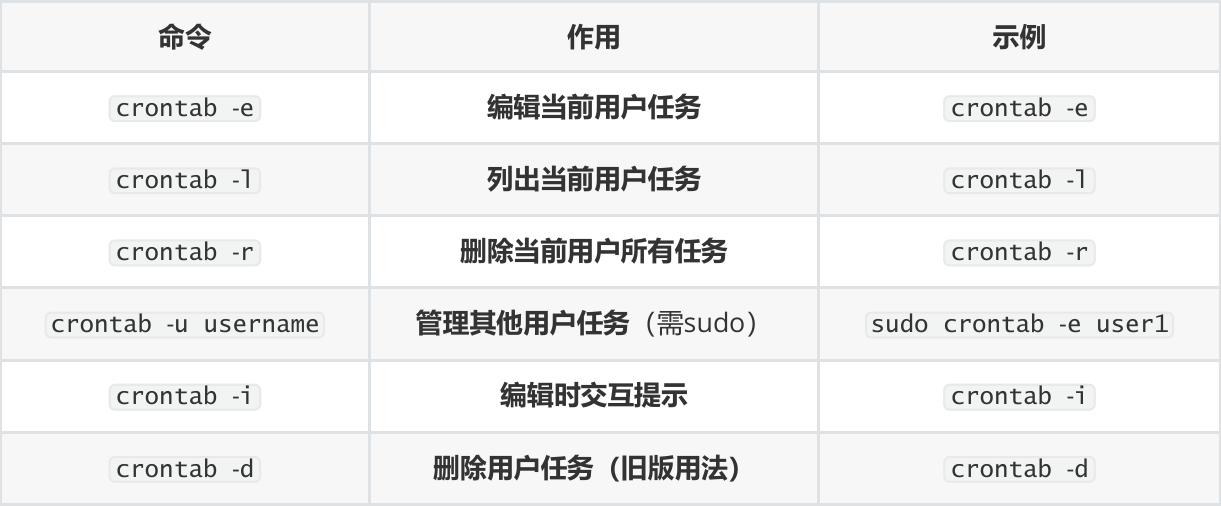 命令 作用 示例
crontab -e 编辑当前用户任务 crontab -e
crontab -l 列出当前用户任务 crontab -l
crontab -r 删除当前用户所有任务 crontab -r
crontab -u username 管理其他用户任务（需sudo） sudo crontab -e user1
crontab -i 编辑时交互提示 crontab -i
crontab -d 删除用户任务（旧版用法） crontab -d